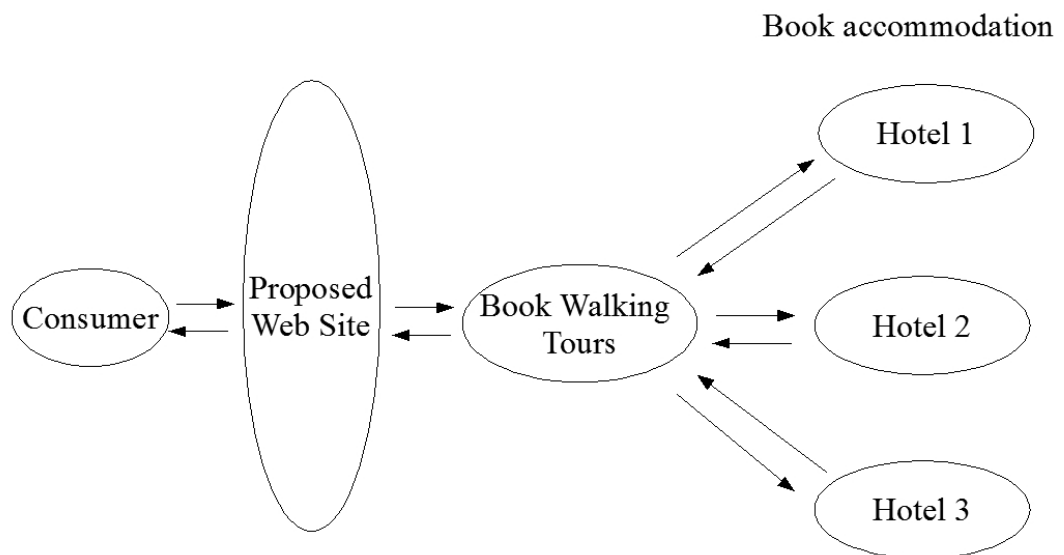 Book accommodation
Hotel 1
Proposed
Web Site
Consumer
Book Walking
Tours
Hotel 2
Hotel 3